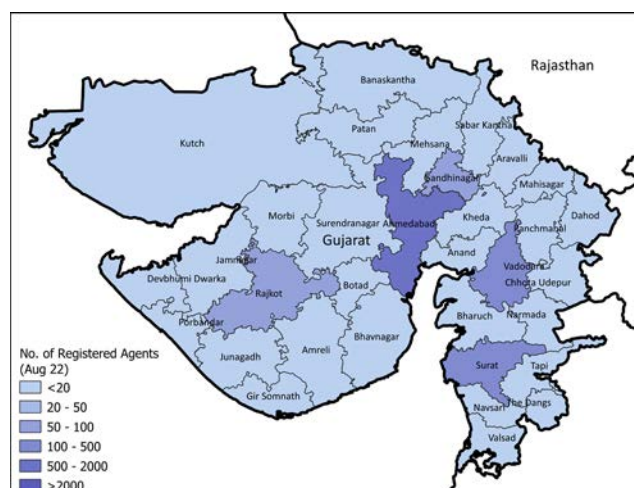 Rajasthan
Banaskantha
Patan
Sabar Kantha
Kutch
Mehsana
Aravalli
Gandhinagar
Mahisagar
Morbi
Surendranagar
Ahmedabad
Kheda
Panchmahal
Dahod
Gujarat
Jamnagar
Anand
Vadodara
Devbhumi Dwarka
Rajkot
Botad
Chhota Udepur
Porbandar
Bharuch
Narmada
Bhavnagar
Junagadh
Amreli
No. of Registered Agents
(Aug 22)
<20
20 - 50
50 - 100
100 - 500
500 - 2000
>2000
Surat
Tapi
Gir Somnath
Navsari
The Dangs
Valsad